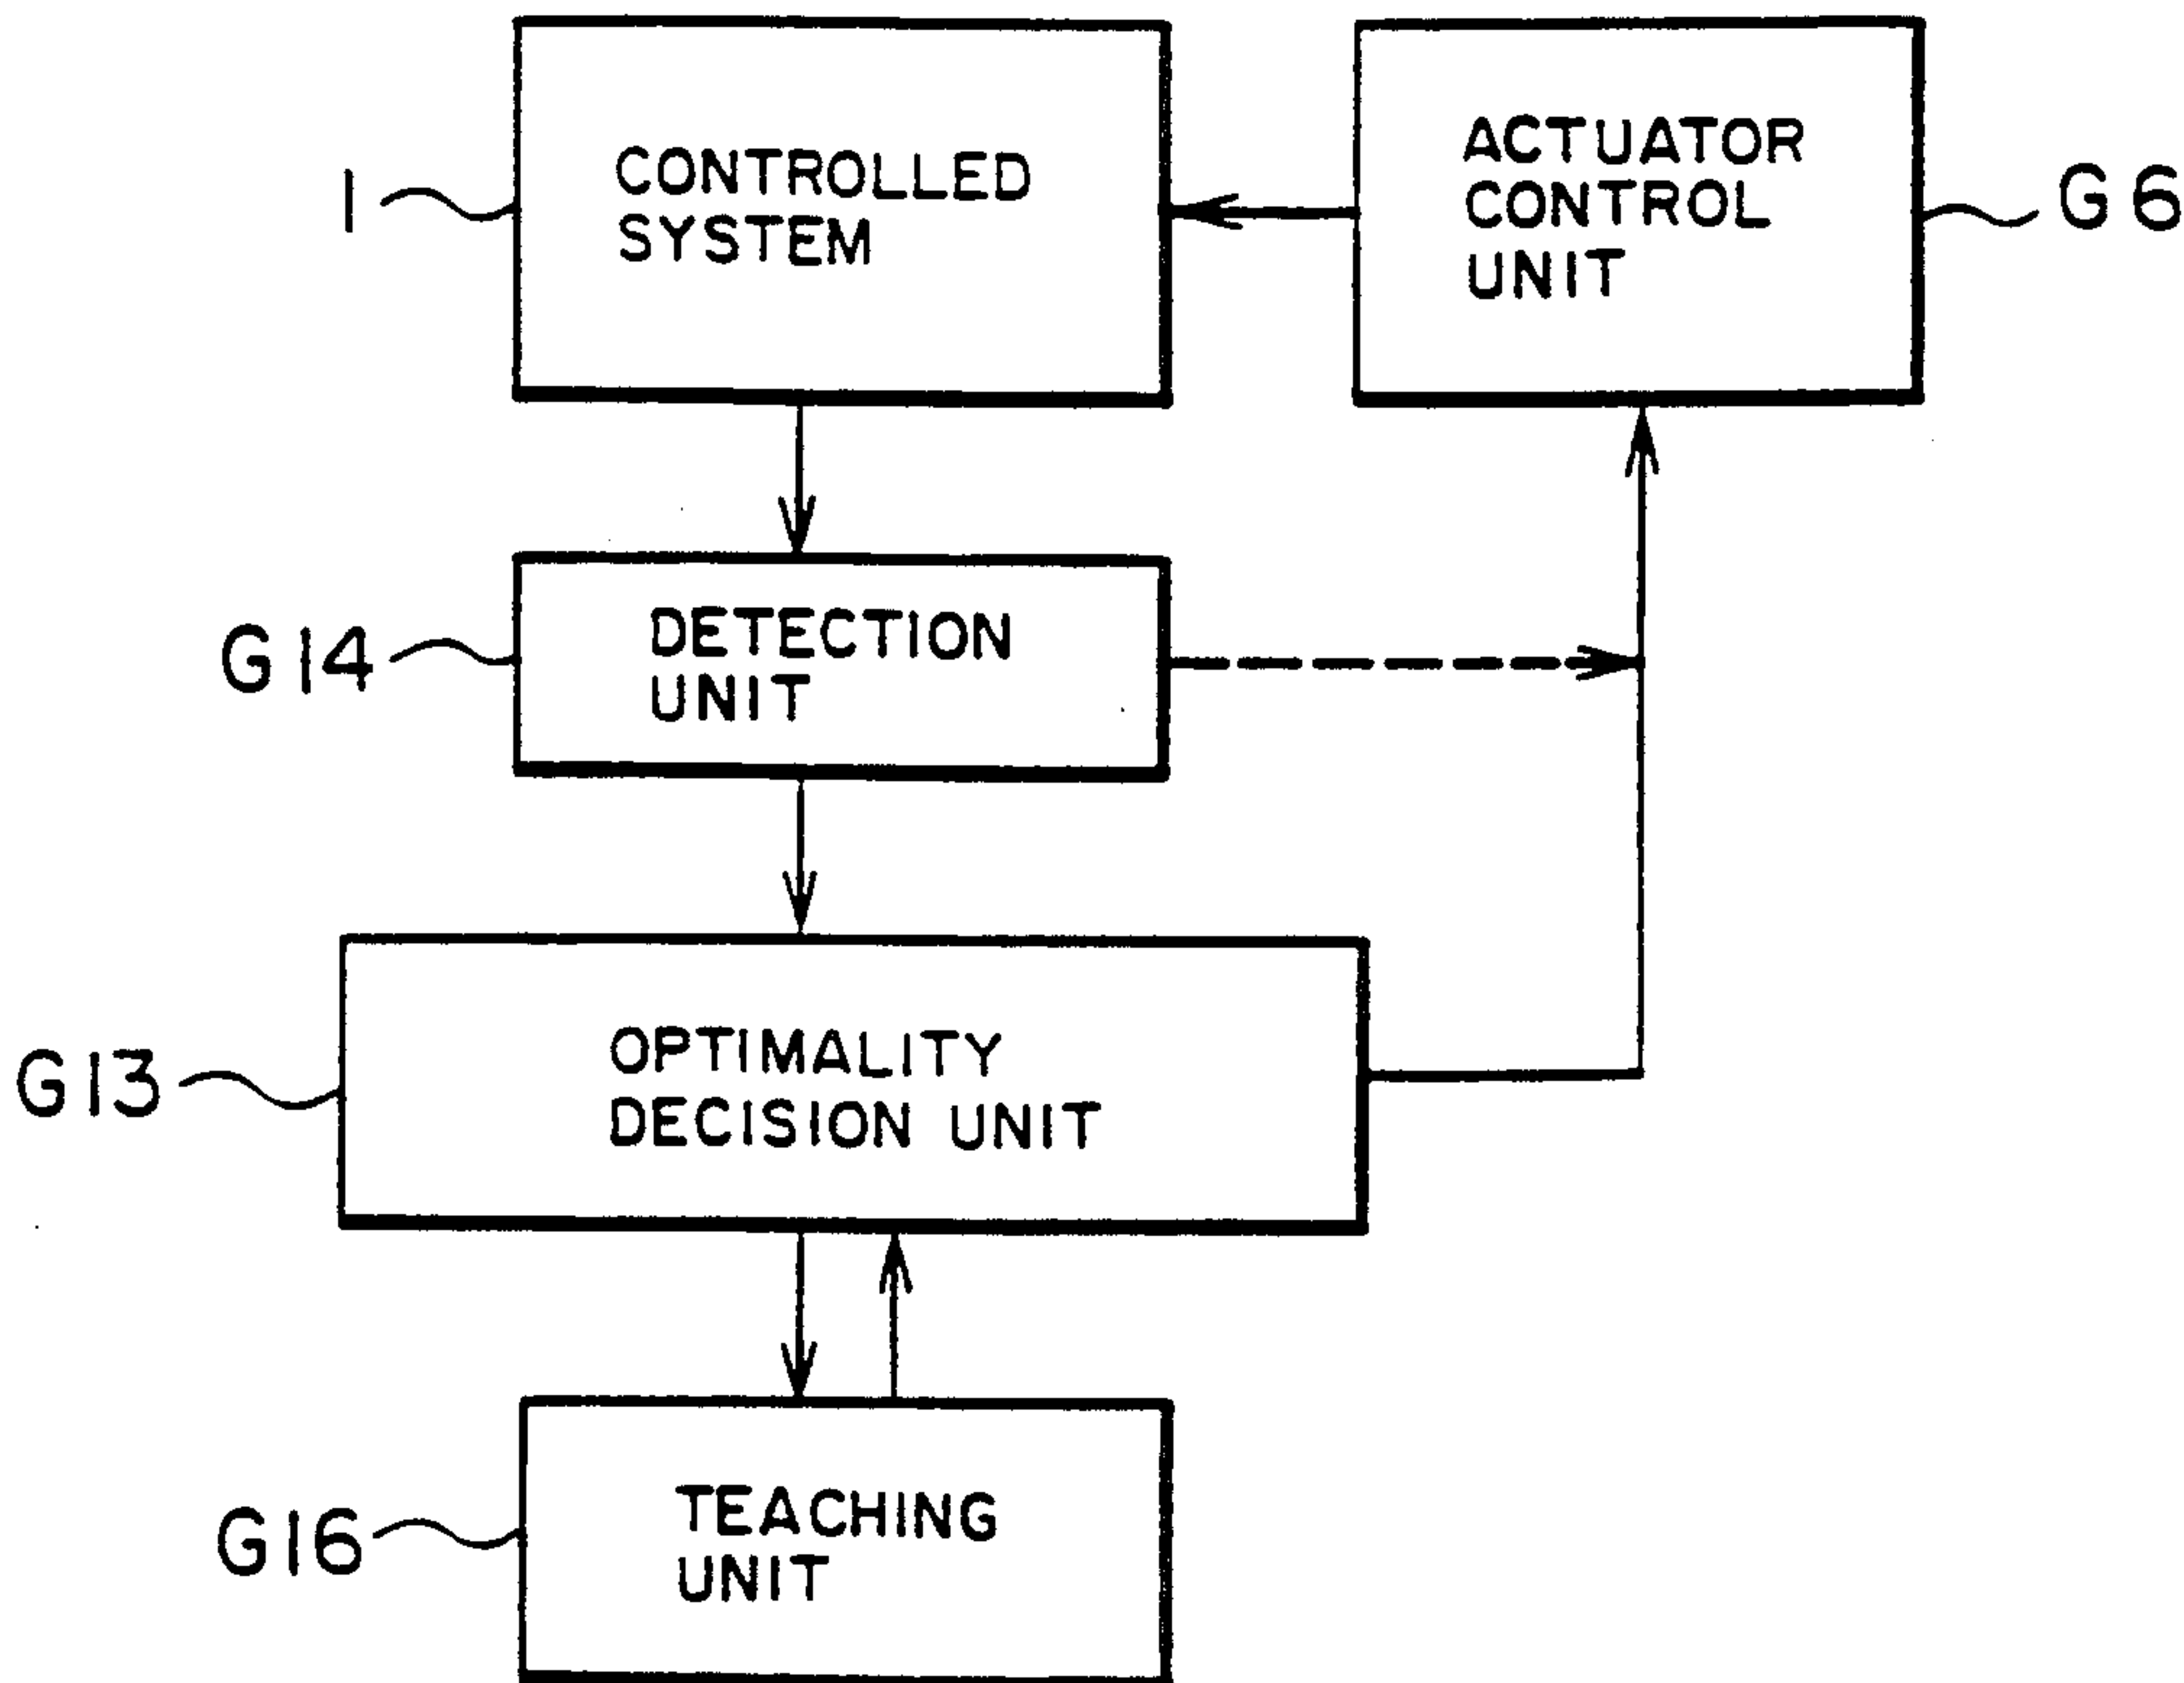 1
CONTROLLED
SYSTEM
ACTUATOR
CONTROL
UNIT
G6
G14
DETECTION
UNIT
G13
OPTIMALITY
DECISION UNIT
G16
TEACHING
UNIT